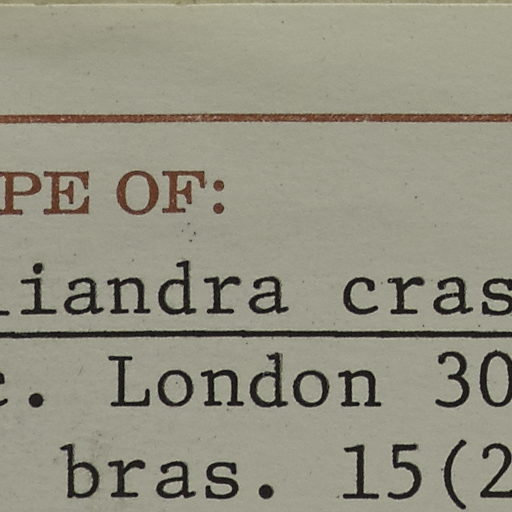 PE OF:
liandra cras
c. London 30
bras. 15(2